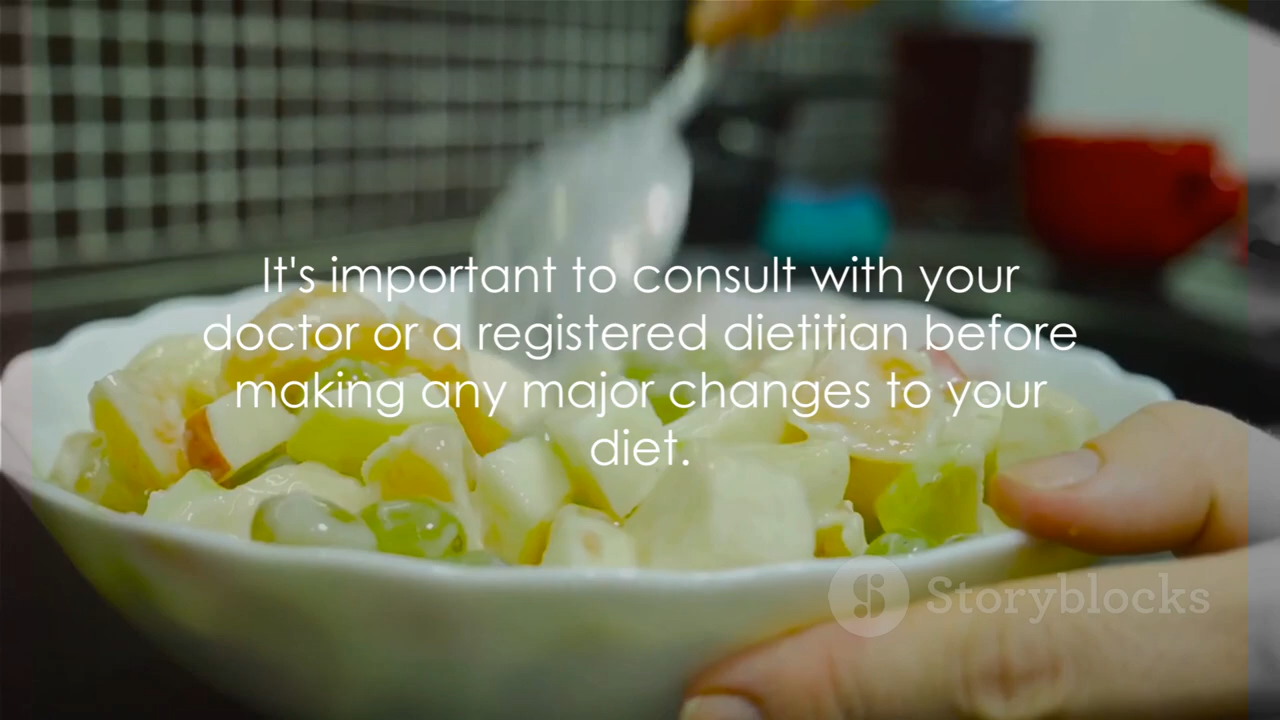 It's important to consult with your
doctor or a registered dietitian before
making any major changes to your
diet.
Storyblocks